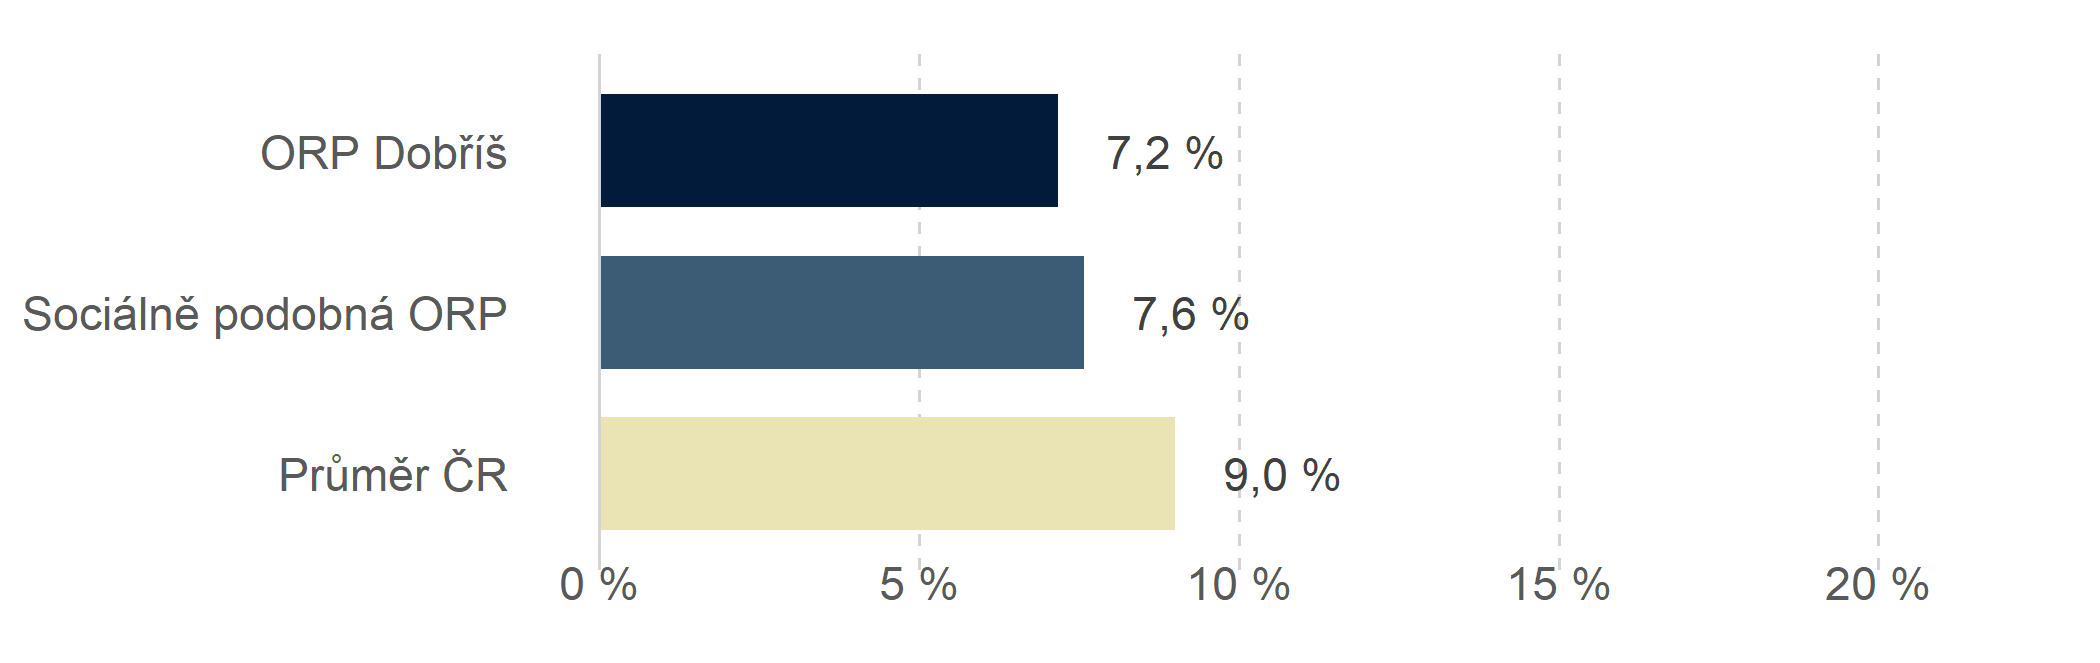 ORP Dobříš
7,2 %
Sociálně podobná ORP
7,6 %
Průměr ČR
9,0 %
0 %
5 %
10 %
15 %
20 %